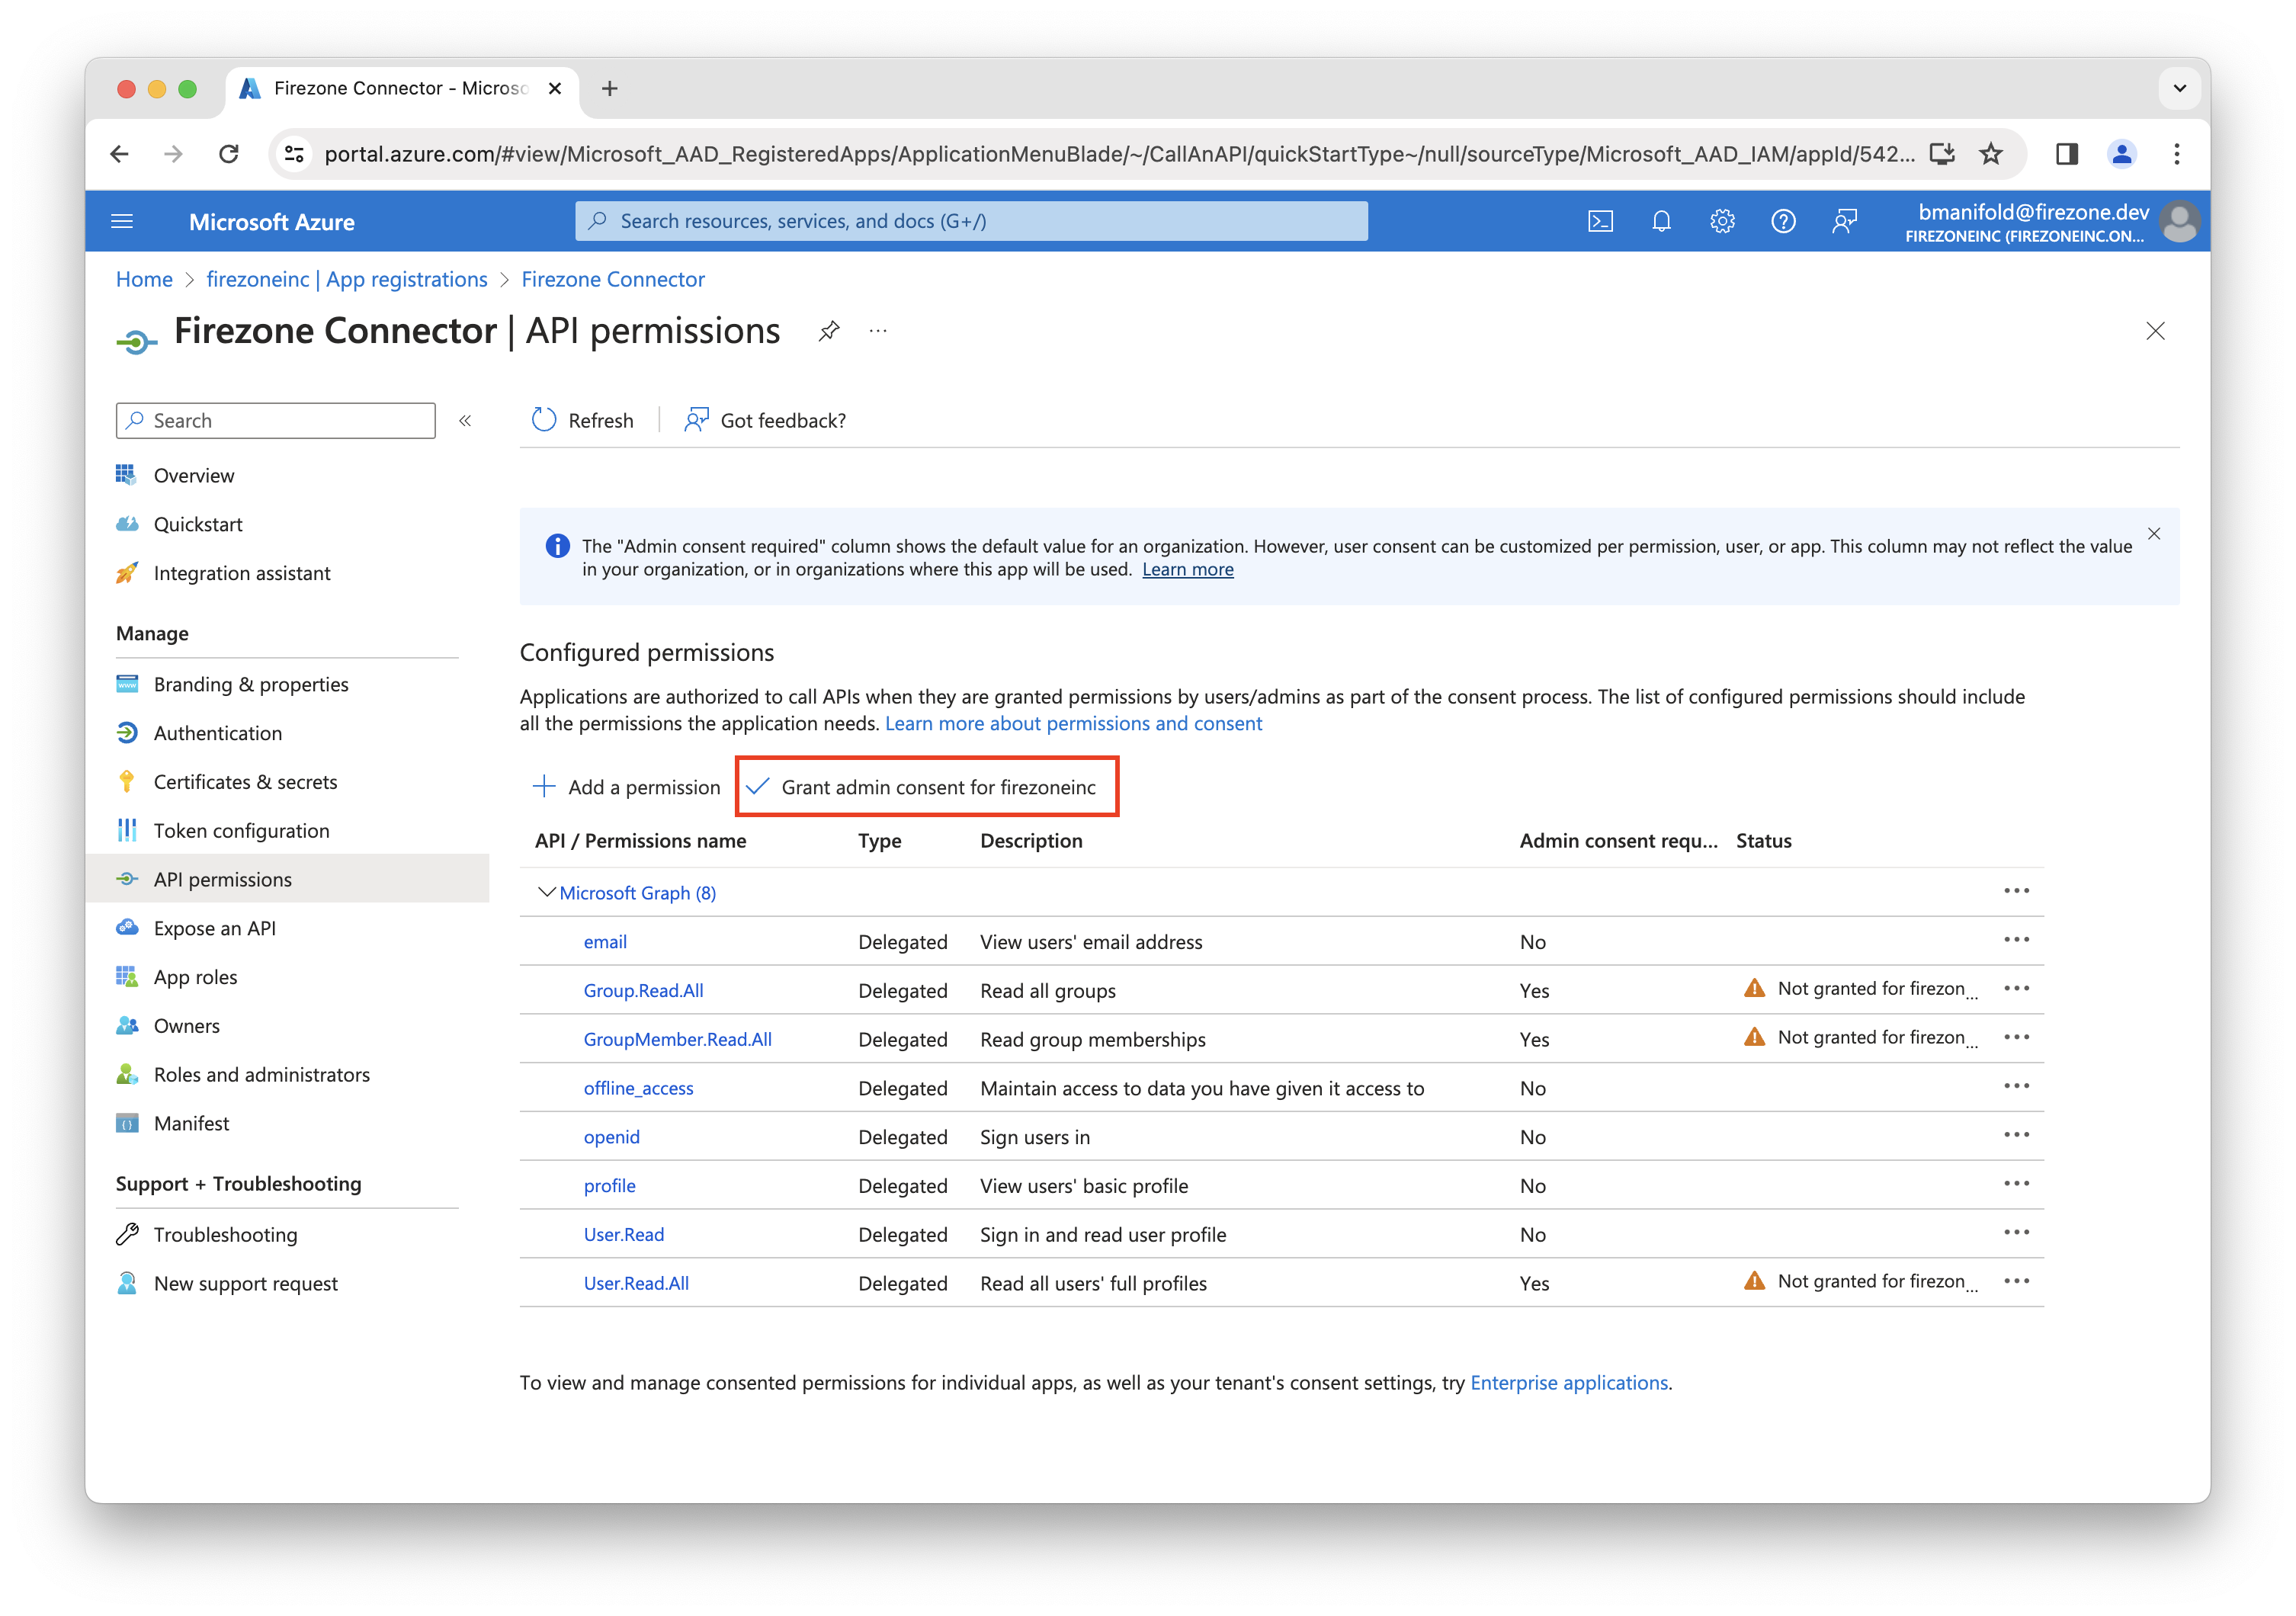 Firezone Connector - Microso
portal.azure.com/#view/Microsoft_AAD_RegisteredApps/ApplicationMenuBlade/~/CallAnAPI/quickStartType~/null/sourceType/Microsoft_AAD_IAM/appId/542...
Microsoft Azure
Search resources, services, and docs (G+/)
bmanifold@firezone.dev
FIREZONEINC (FIREZONEINC.ON...
Home > firezoneinc | App registrations > Firezone Connector
Firezone Connector | API permissions
Search
«
Refresh
Got feedback?
Overview
Quickstart
Integration assistant
Manage
Branding & properties
Authentication
Certificates & secrets
Token configuration
API permissions
Expose an API
App roles
Owners
Roles and administrators
Manifest
Support + Troubleshooting
Troubleshooting
New support request
The "Admin consent required" column shows the default value for an organization. However, user consent can be customized per permission, user, or app. This column may not reflect the value
in your organization, or in organizations where this app will be used. Learn more
Configured permissions
Applications are authorized to call APIs when they are granted permissions by users/admins as part of the consent process. The list of configured permissions should include
all the permissions the application needs. Learn more about permissions and consent
Add a permission
Grant admin consent for firezoneinc
API / Permissions name Type Description Admin consent requ... Status
Microsoft Graph (8)
email Delegated View users' email address No
Group.Read.All Delegated Read all groups Yes Not granted for firezon...
GroupMember.Read.All Delegated Read group memberships Yes Not granted for firezon...
offline_access Delegated Maintain access to data you have given it access to No
openid Delegated Sign users in No
profile Delegated View users' basic profile No
User.Read Delegated Sign in and read user profile No
User.Read.All Delegated Read all users' full profiles Yes Not granted for firezon...
To view and manage consented permissions for individual apps, as well as your tenant's consent settings, try Enterprise applications.